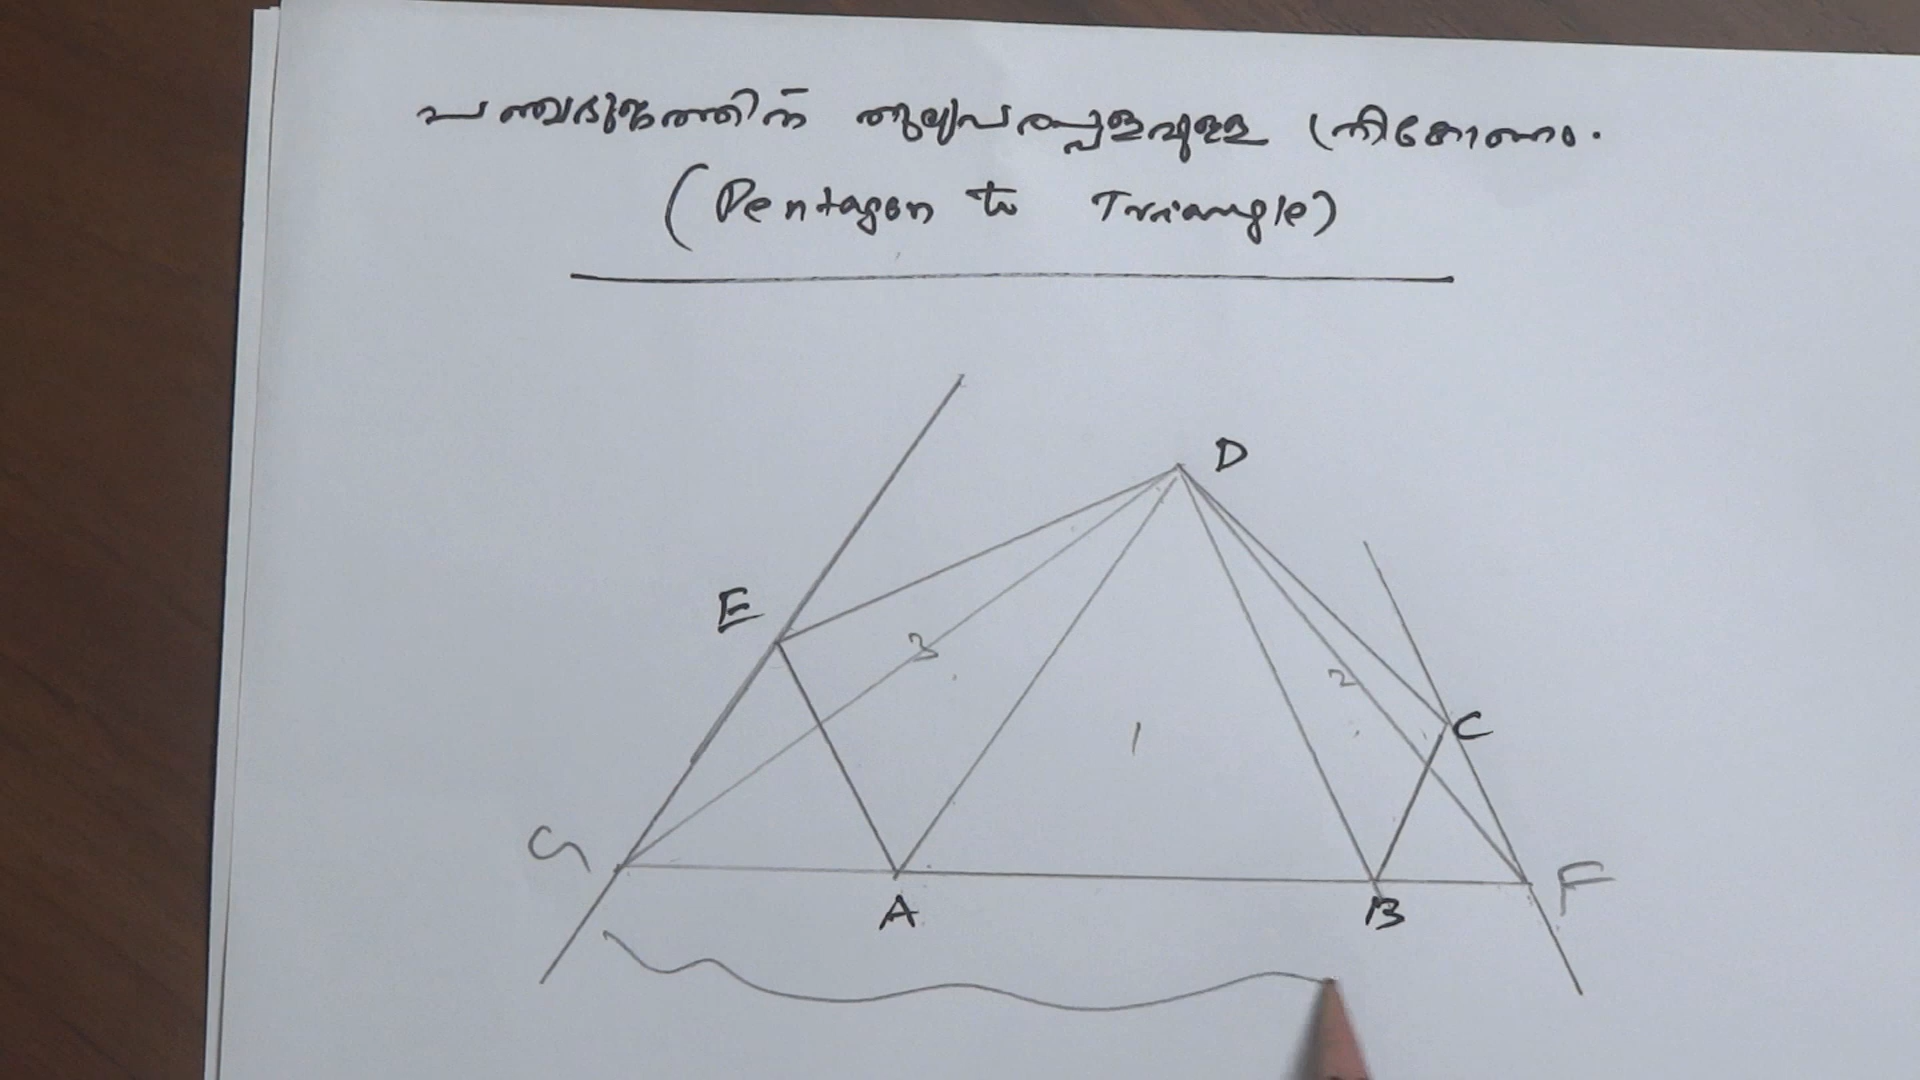 പഞ്ചഭുജത്തിന് തുല്യപരപ്പളവുള്ള ത്രികോണം.
(Pentagon to Triangle)
D
E
3
2
1
C
G
A
B
F